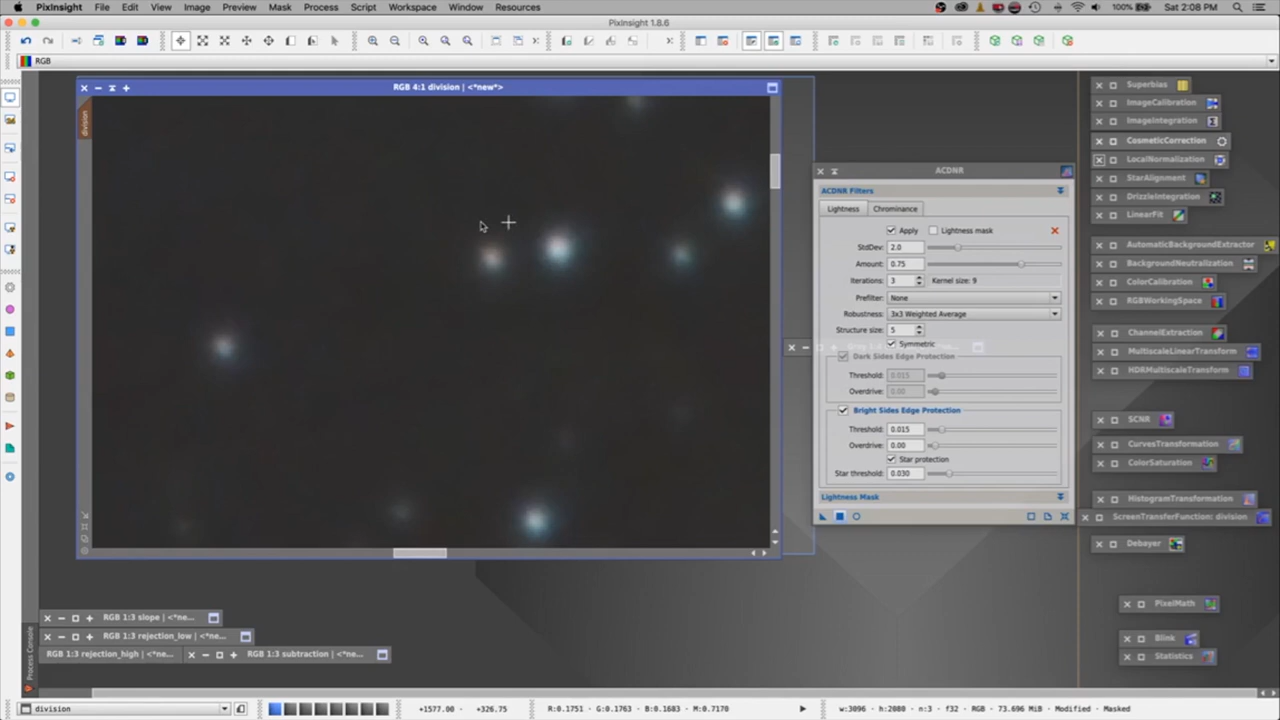 PixInsight File Edit View Image Preview Mask Process Script Workspace Window Resources 100% Sat 2:08 PM
PixInsight 1.8.6
RGB
RGB 4:1 division | <*new*>
division
Superbias
ImageCalibration
ImageIntegration
CosmeticCorrection
LocalNormalization
StarAlignment
DrizzleIntegration
LinearFit
AutomaticBackgroundExtractor
BackgroundNeutralization
ColorCalibration
RGBWorkingSpace
ChannelExtraction
MultiscaleLinearTransform
HDRMultiscaleTransform
SCNR
CurvesTransformation
ColorSaturation
HistogramTransformation
ScreenTransferFunction: division
Debayer
PixelMath
Blink
Statistics
ACDNR
ACDNR Filters
Lightness Chrominance
Apply Lightness mask
StdDev: 2.0
Amount: 0.75
Iterations: 3 Kernel size: 9
Prefilter: None
Robustness: 3x3 Weighted Average
Structure size: 5
Symmetric
Dark Sides Edge Protection
Threshold: 0.015
Overdrive: 0.00
Bright Sides Edge Protection
Threshold: 0.015
Overdrive: 0.00
Star protection
Star threshold: 0.030
Lightness Mask
RGB 1:3 slope | <*ne...
RGB 1:3 rejection_low | <*ne...
RGB 1:3 rejection_high | <*ne... RGB 1:3 subtraction | <*ne...
Process Console
division +1577.00 +326.75 R:0.1751 G:0.1763 B:0.1683 M:0.7170 w:3096 · h:2080 · n:3 · f32 · RGB · 73.696 MiB · Modified · Masked